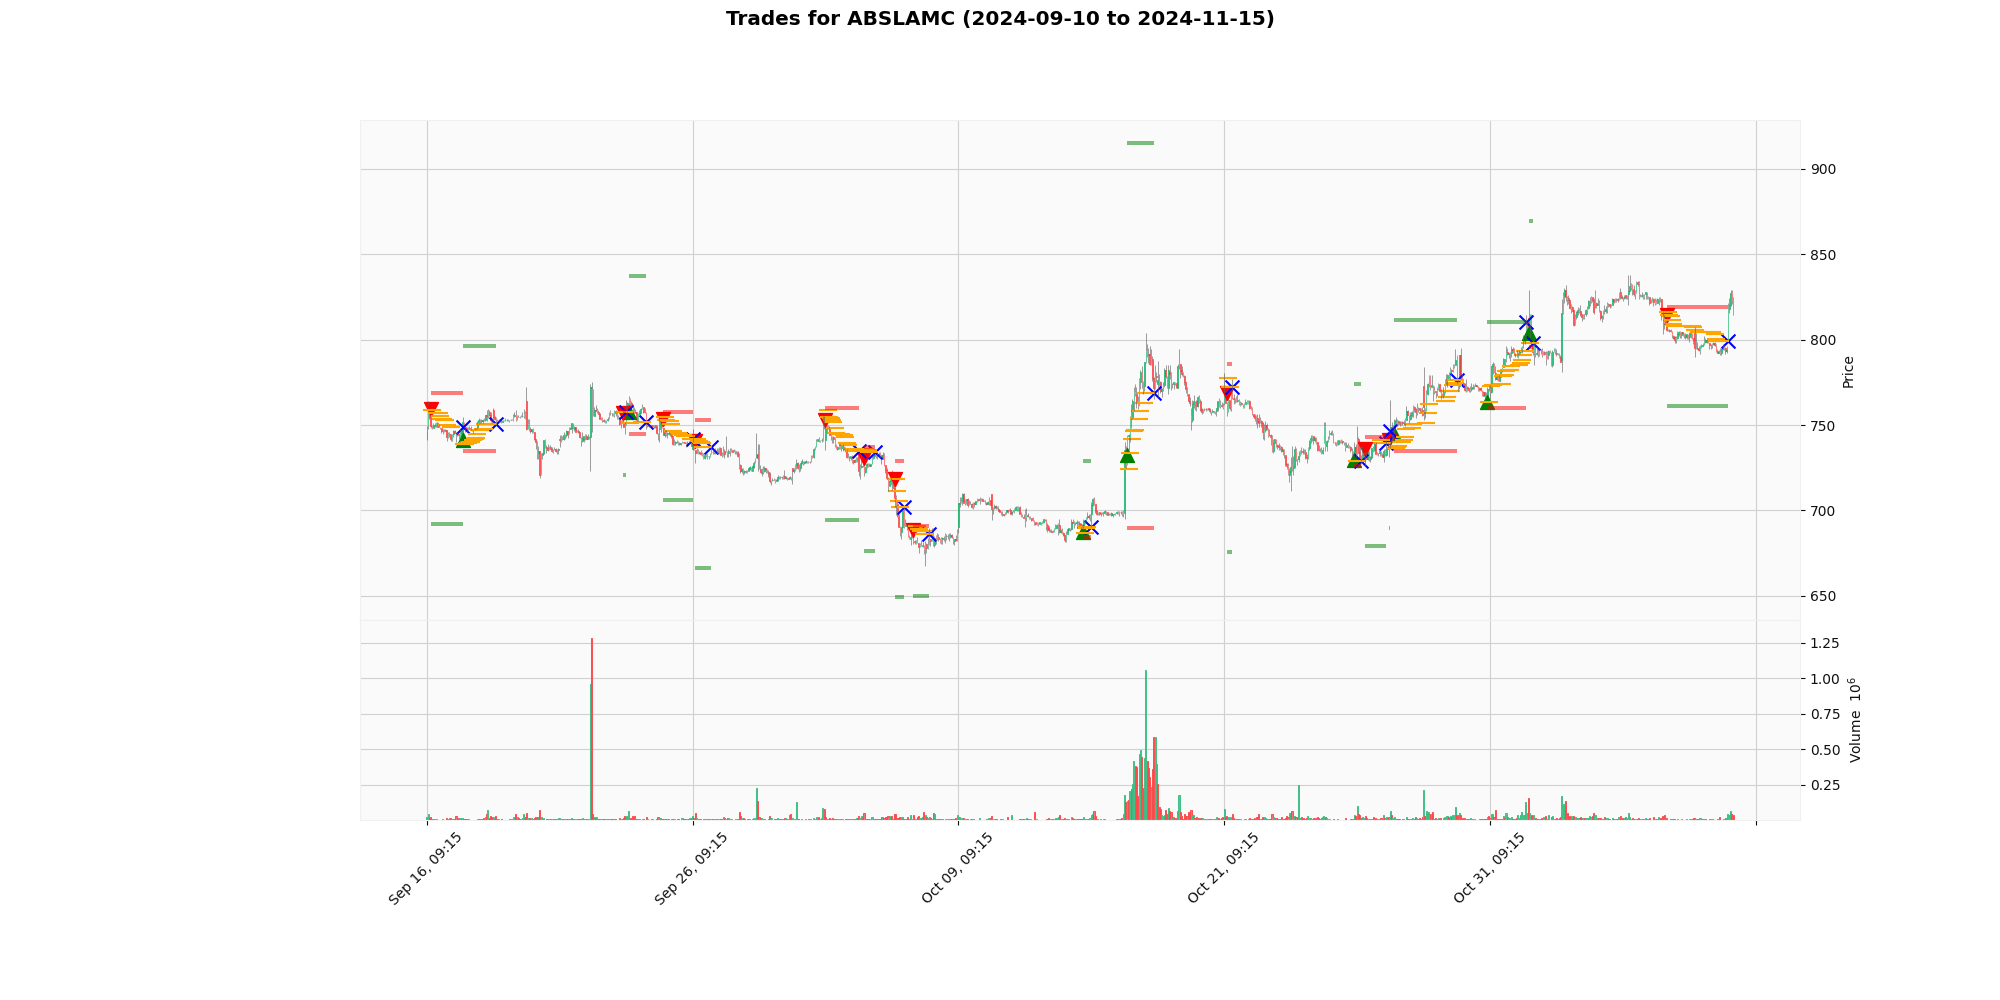 Trades for ABSLAMC (2024-09-10 to 2024-11-15)
900
850
800
750
700
650
Price
1.25
1.00
0.75
0.50
0.25
Volume 10⁶
Sep 16, 09:15
Sep 26, 09:15
Oct 09, 09:15
Oct 21, 09:15
Oct 31, 09:15